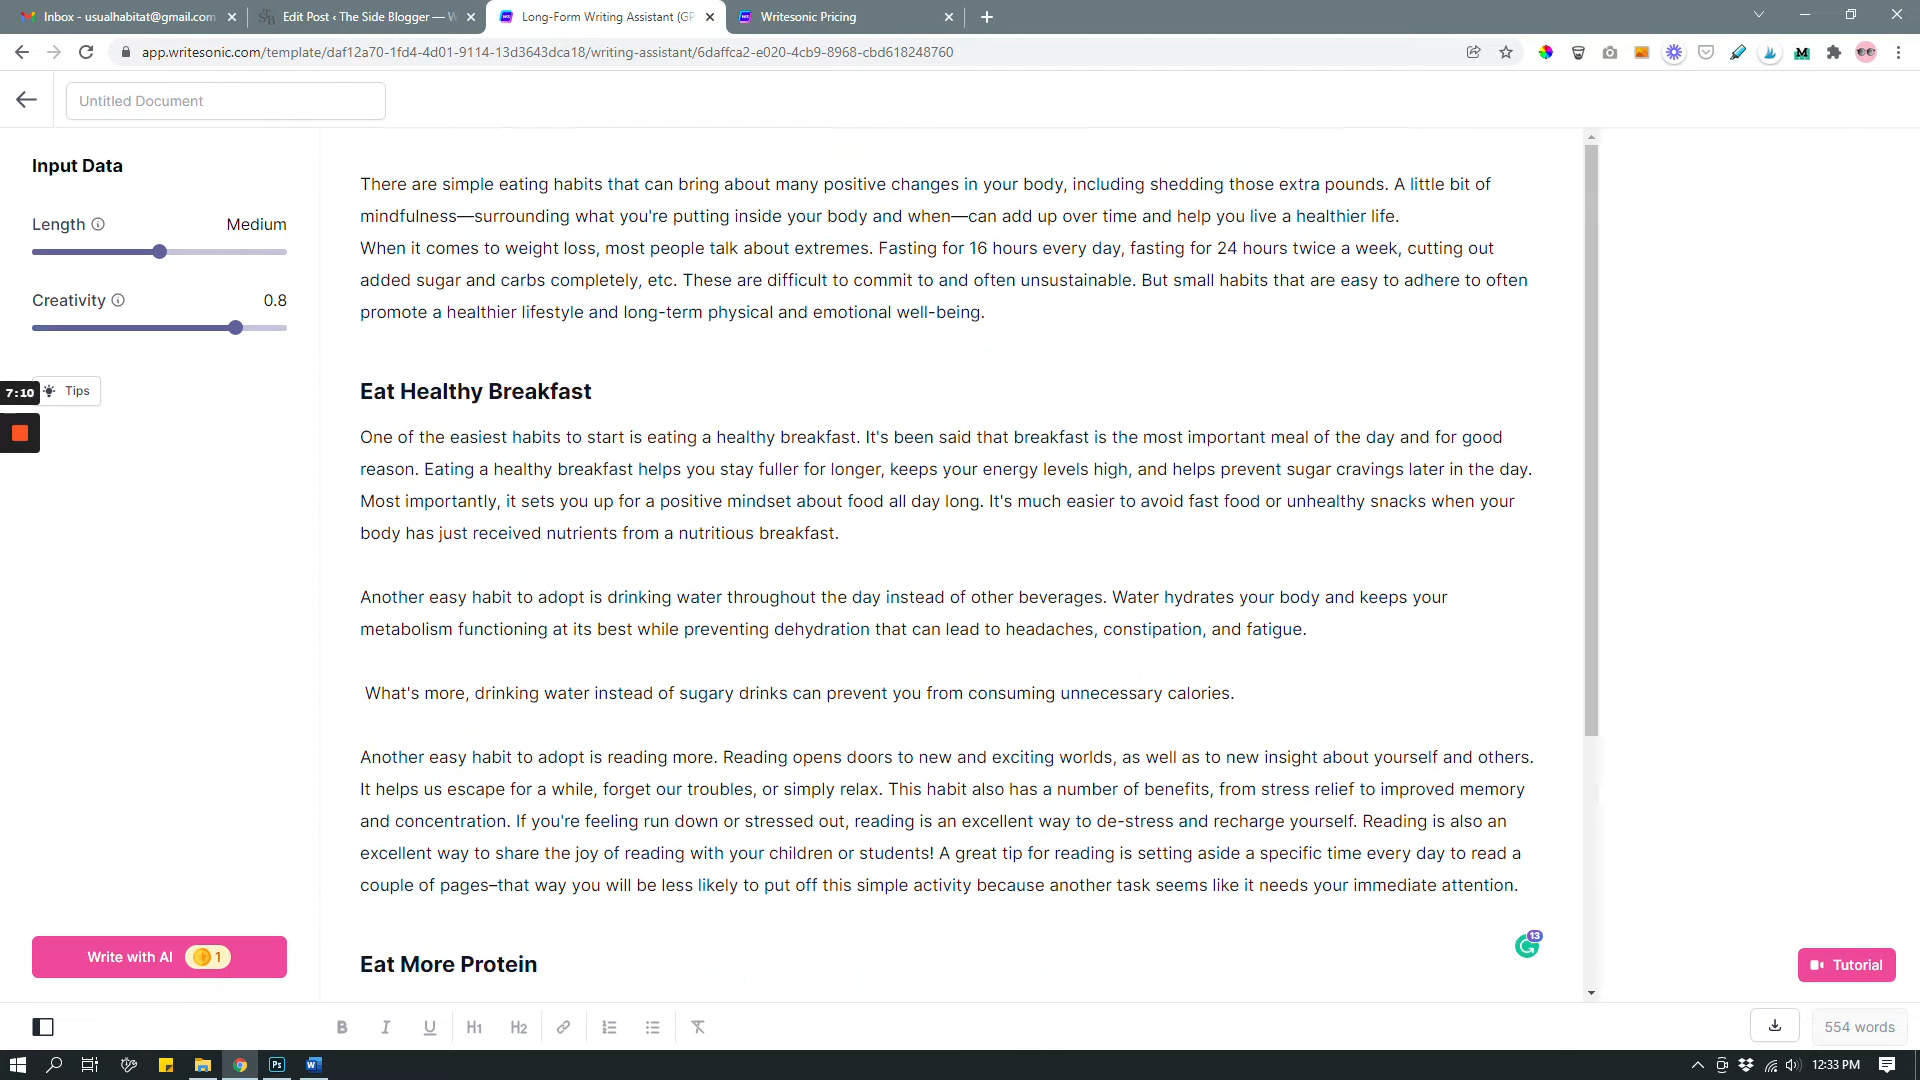 Inbox - usualhabitat@gmail.com
Edit Post ‹ The Side Blogger — W
Long-Form Writing Assistant (GP
Writesonic Pricing
app.writesonic.com/template/daf12a70-1fd4-4d01-9114-13d3643dca18/writing-assistant/6daffca2-e020-4cb9-8968-cbd618248760
Untitled Document
Input Data
Length Medium
Creativity 0.8
7:10 Tips
There are simple eating habits that can bring about many positive changes in your body, including shedding those extra pounds. A little bit of
mindfulness—surrounding what you're putting inside your body and when—can add up over time and help you live a healthier life.
When it comes to weight loss, most people talk about extremes. Fasting for 16 hours every day, fasting for 24 hours twice a week, cutting out
added sugar and carbs completely, etc. These are difficult to commit to and often unsustainable. But small habits that are easy to adhere to often
promote a healthier lifestyle and long-term physical and emotional well-being.
Eat Healthy Breakfast
One of the easiest habits to start is eating a healthy breakfast. It's been said that breakfast is the most important meal of the day and for good
reason. Eating a healthy breakfast helps you stay fuller for longer, keeps your energy levels high, and helps prevent sugar cravings later in the day.
Most importantly, it sets you up for a positive mindset about food all day long. It's much easier to avoid fast food or unhealthy snacks when your
body has just received nutrients from a nutritious breakfast.
Another easy habit to adopt is drinking water throughout the day instead of other beverages. Water hydrates your body and keeps your
metabolism functioning at its best while preventing dehydration that can lead to headaches, constipation, and fatigue.
What's more, drinking water instead of sugary drinks can prevent you from consuming unnecessary calories.
Another easy habit to adopt is reading more. Reading opens doors to new and exciting worlds, as well as to new insight about yourself and others.
It helps us escape for a while, forget our troubles, or simply relax. This habit also has a number of benefits, from stress relief to improved memory
and concentration. If you're feeling run down or stressed out, reading is an excellent way to de-stress and recharge yourself. Reading is also an
excellent way to share the joy of reading with your children or students! A great tip for reading is setting aside a specific time every day to read a
couple of pages–that way you will be less likely to put off this simple activity because another task seems like it needs your immediate attention.
Eat More Protein
13
Write with AI 1
Tutorial
B I U H1 H2
554 words
Ps
12:33 PM